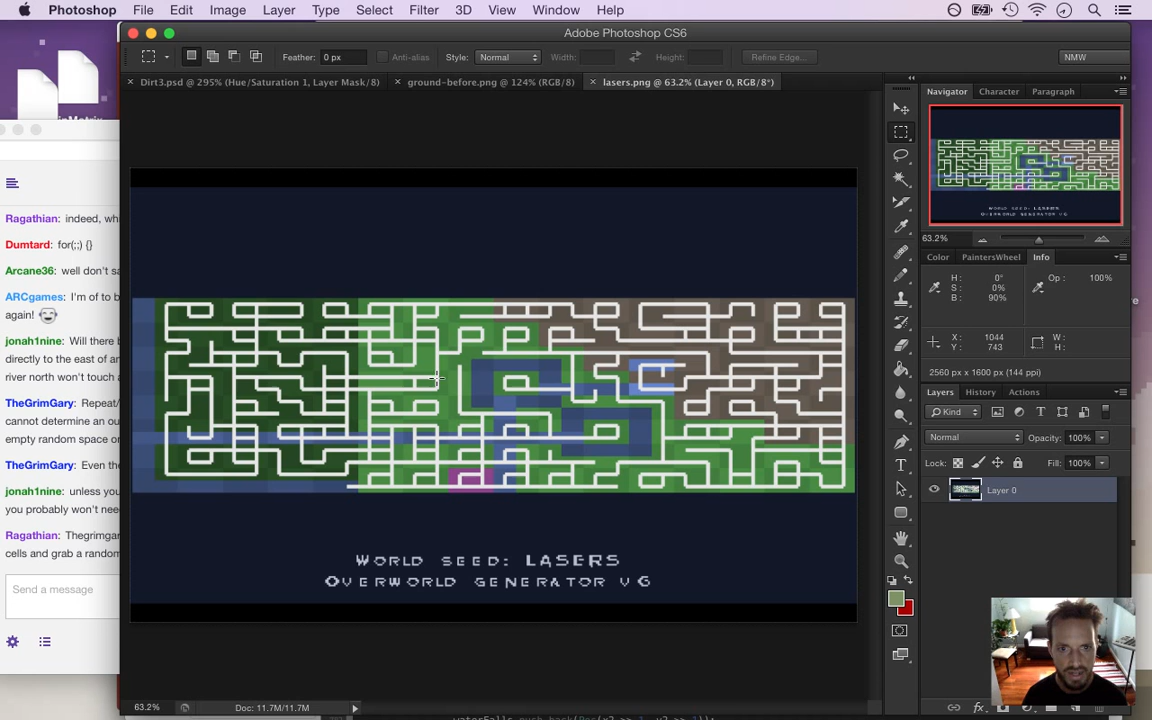 Photoshop File Edit Image Layer Type Select Filter 3D View Window Help
Adobe Photoshop CS6
Feather: 0 px Anti-alias Style: Normal Width: Height: Refine Edge... NMW
Dirt3.psd @ 295% (Hue/Saturation 1, Layer Mask/8) ground-before.png @ 124% (RGB/8) lasers.png @ 63.2% (Layer 0, RGB/8*)
Navigator Character Paragraph
63.2%
Color PaintersWheel Info
H: 0°
S: 0%
B: 90%
Op: 100%
X: 1044
Y: 743
W:
H:
2560 px x 1600 px (144 ppi)
Layers History Actions
Kind
Normal Opacity: 100%
Lock: Fill: 100%
Layer 0
Ragathian: indeed, wh
Dumtard: for(;;) {}
Arcane36: well don't sa
ARCgames: I'm of to b
again!
jonah1nine: Will there b
directly to the east of an
river north won't touch a
TheGrimGary: Repeat/
cannot determine an ou
empty random space or
TheGrimGary: Even the
jonah1nine: unless you
you probably won't nee
Ragathian: Thegrimgar
cells and grab a random
Send a message
WORLD SEED: LASERS
OVERWORLD GENERATOR V6
63.2% Doc: 11.7M/11.7M